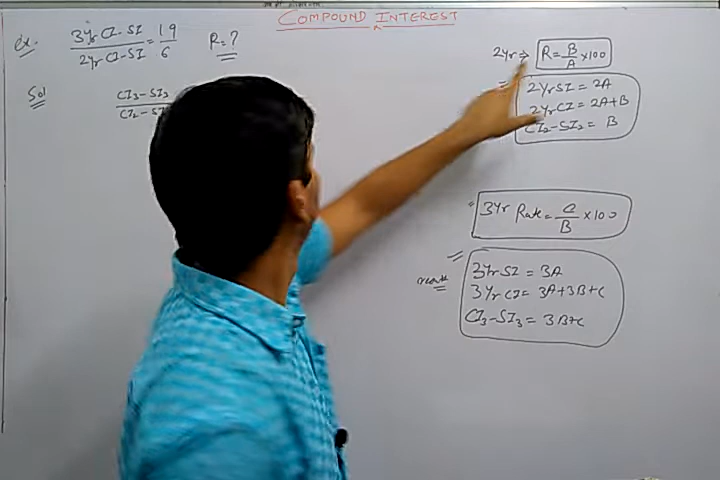 COMPOUND INTEREST
Ex. 3yr CI-SI / 2yr CI-SI = 19/6 R=?
Sol CI₃-SI₃ / CI₂-SI
2yr ⇒ R = B/A ×100
2yr SI = 2A
2yr CI = 2A+B
CI₂-SI₂ = B
3yr Rate = C/B ×100
3yr SI = 3A
3yr CI = 3A+3B+C
CI₃-SI₃ = 3B+C